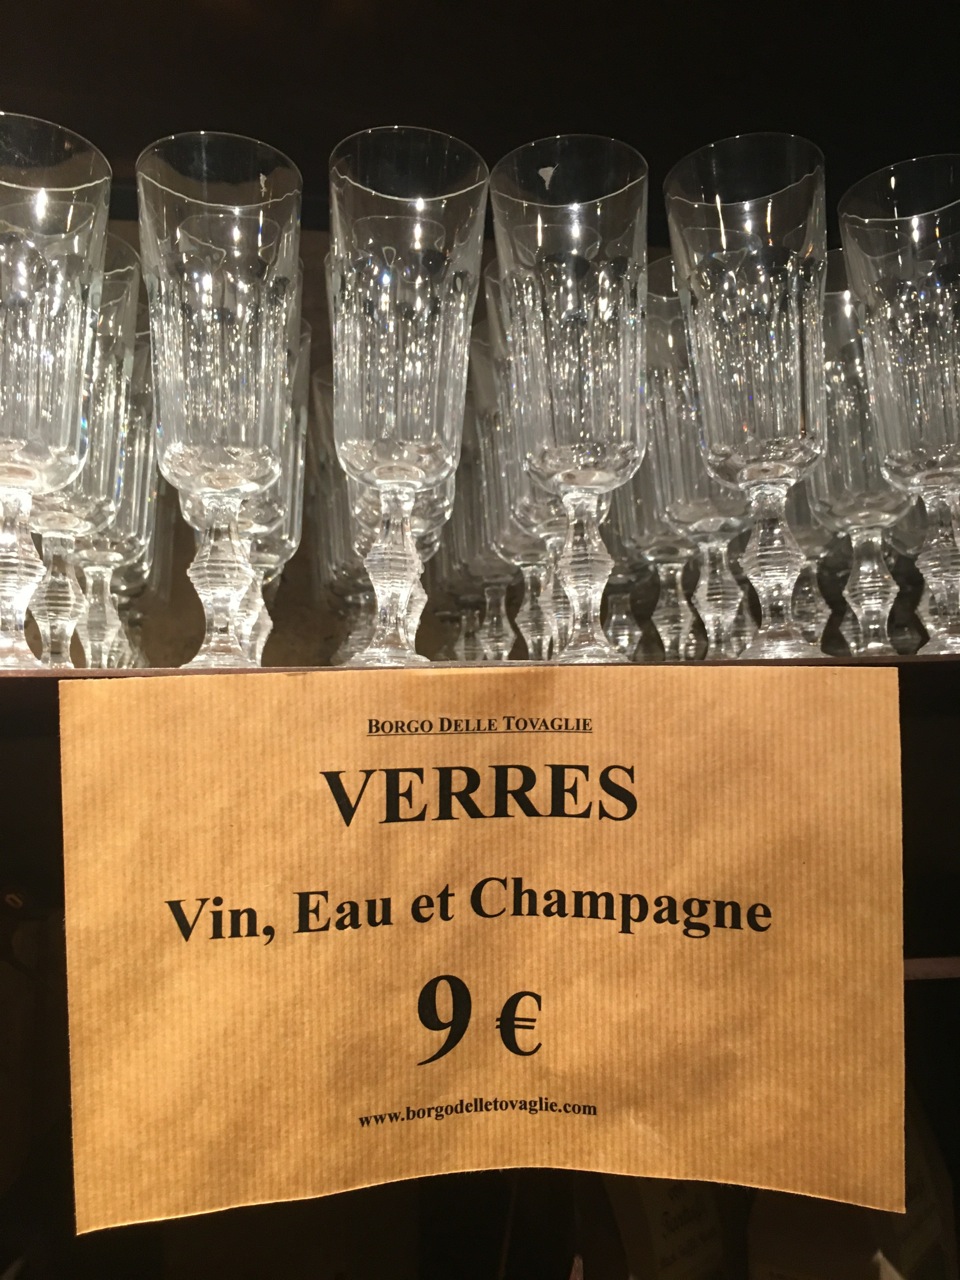 BORGO DELLE TOVAGLIE
VERRES
Vin, Eau et Champagne
9 €
www.borgodelletovaglie.com